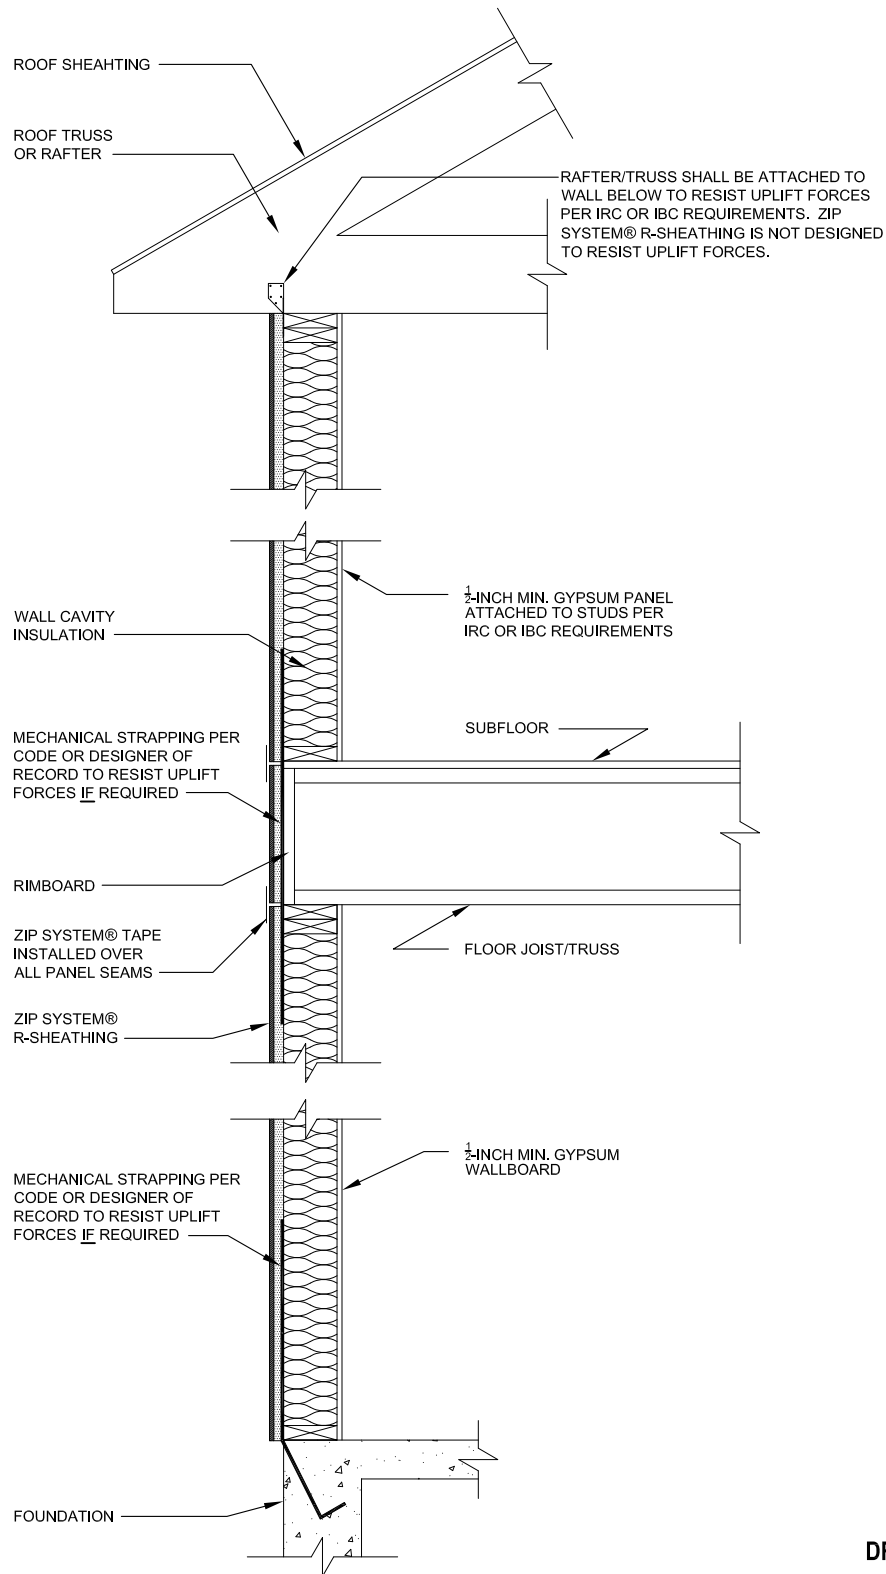 ROOF SHEAHTING
ROOF TRUSS
OR RAFTER
RAFTER/TRUSS SHALL BE ATTACHED TO
WALL BELOW TO RESIST UPLIFT FORCES
PER IRC OR IBC REQUIREMENTS. ZIP
SYSTEM® R-SHEATHING IS NOT DESIGNED
TO RESIST UPLIFT FORCES.
1/2-INCH MIN. GYPSUM PANEL
ATTACHED TO STUDS PER
IRC OR IBC REQUIREMENTS
WALL CAVITY
INSULATION
SUBFLOOR
MECHANICAL STRAPPING PER
CODE OR DESIGNER OF
RECORD TO RESIST UPLIFT
FORCES IF REQUIRED
RIMBOARD
ZIP SYSTEM® TAPE
INSTALLED OVER
ALL PANEL SEAMS
FLOOR JOIST/TRUSS
ZIP SYSTEM®
R-SHEATHING
1/2-INCH MIN. GYPSUM
WALLBOARD
MECHANICAL STRAPPING PER
CODE OR DESIGNER OF
RECORD TO RESIST UPLIFT
FORCES IF REQUIRED
FOUNDATION